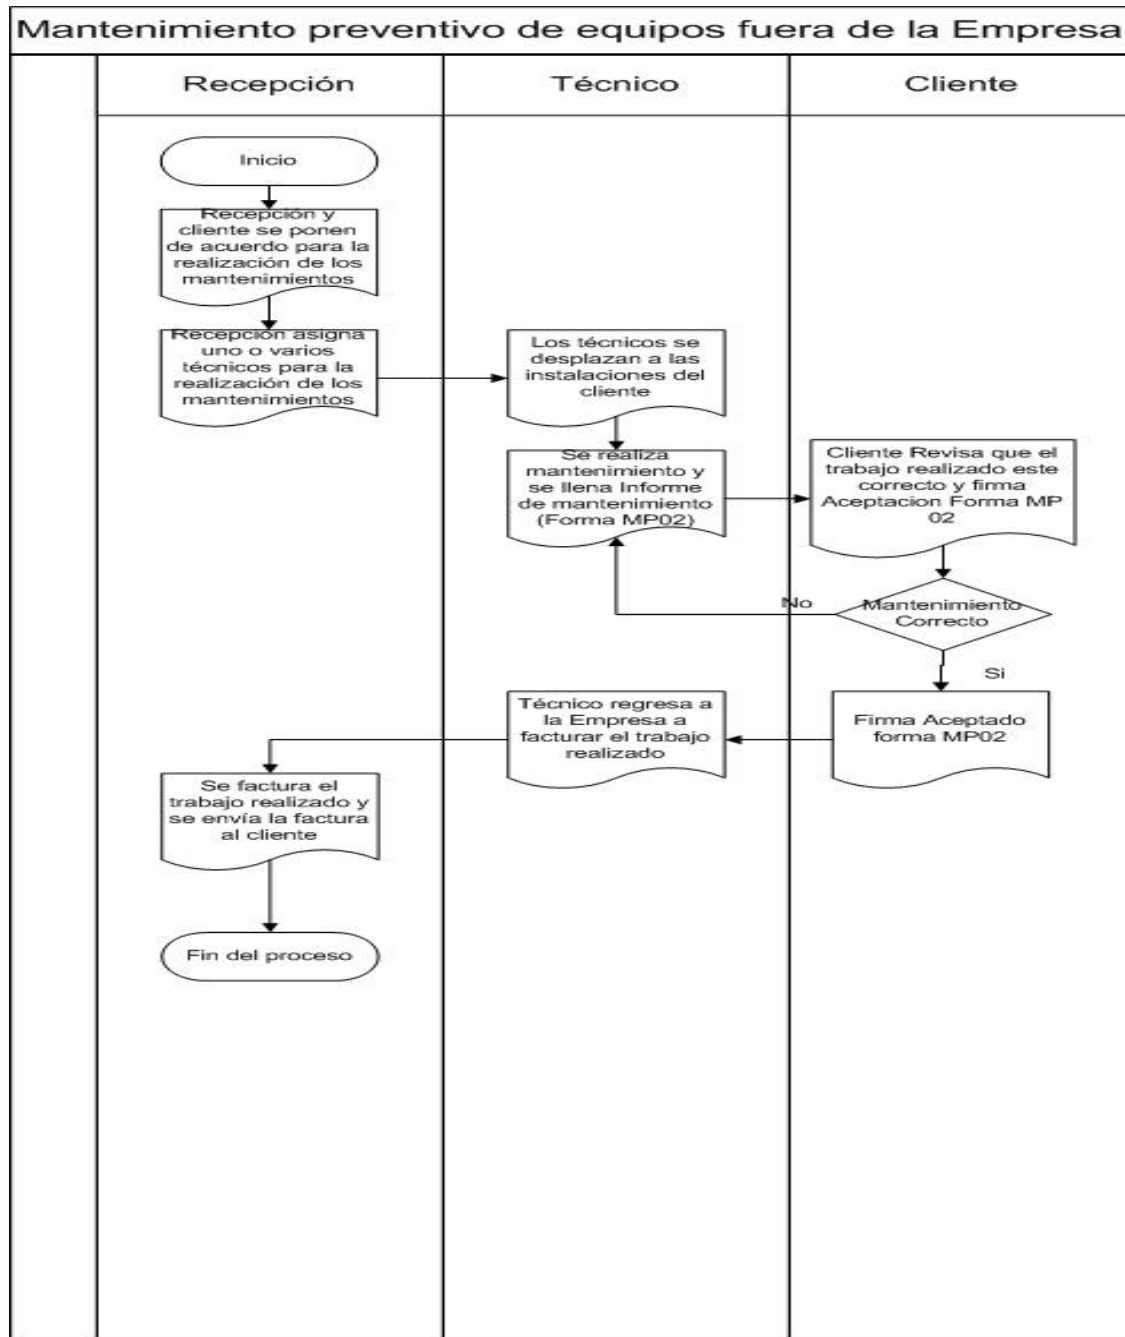 Mantenimiento preventivo de equipos fuera de la Empresa
Recepción
Técnico
Cliente
Inicio
Recepción y
cliente se ponen
de acuerdo para la
realización de los
mantenimientos
Recepción asigna
uno o varios
técnicos para la
realización de los
mantenimientos
Los técnicos se
desplazan a las
instalaciones del
cliente
Se realiza
mantenimiento y
se llena Informe
de mantenimiento
(Forma MP02)
Cliente Revisa que el
trabajo realizado este
correcto y firma
Aceptacion Forma MP
02
No
Mantenimiento
Correcto
Si
Firma Aceptado
forma MP02
Técnico regresa a
la Empresa a
facturar el trabajo
realizado
Se factura el
trabajo realizado y
se envía la factura
al cliente
Fin del proceso